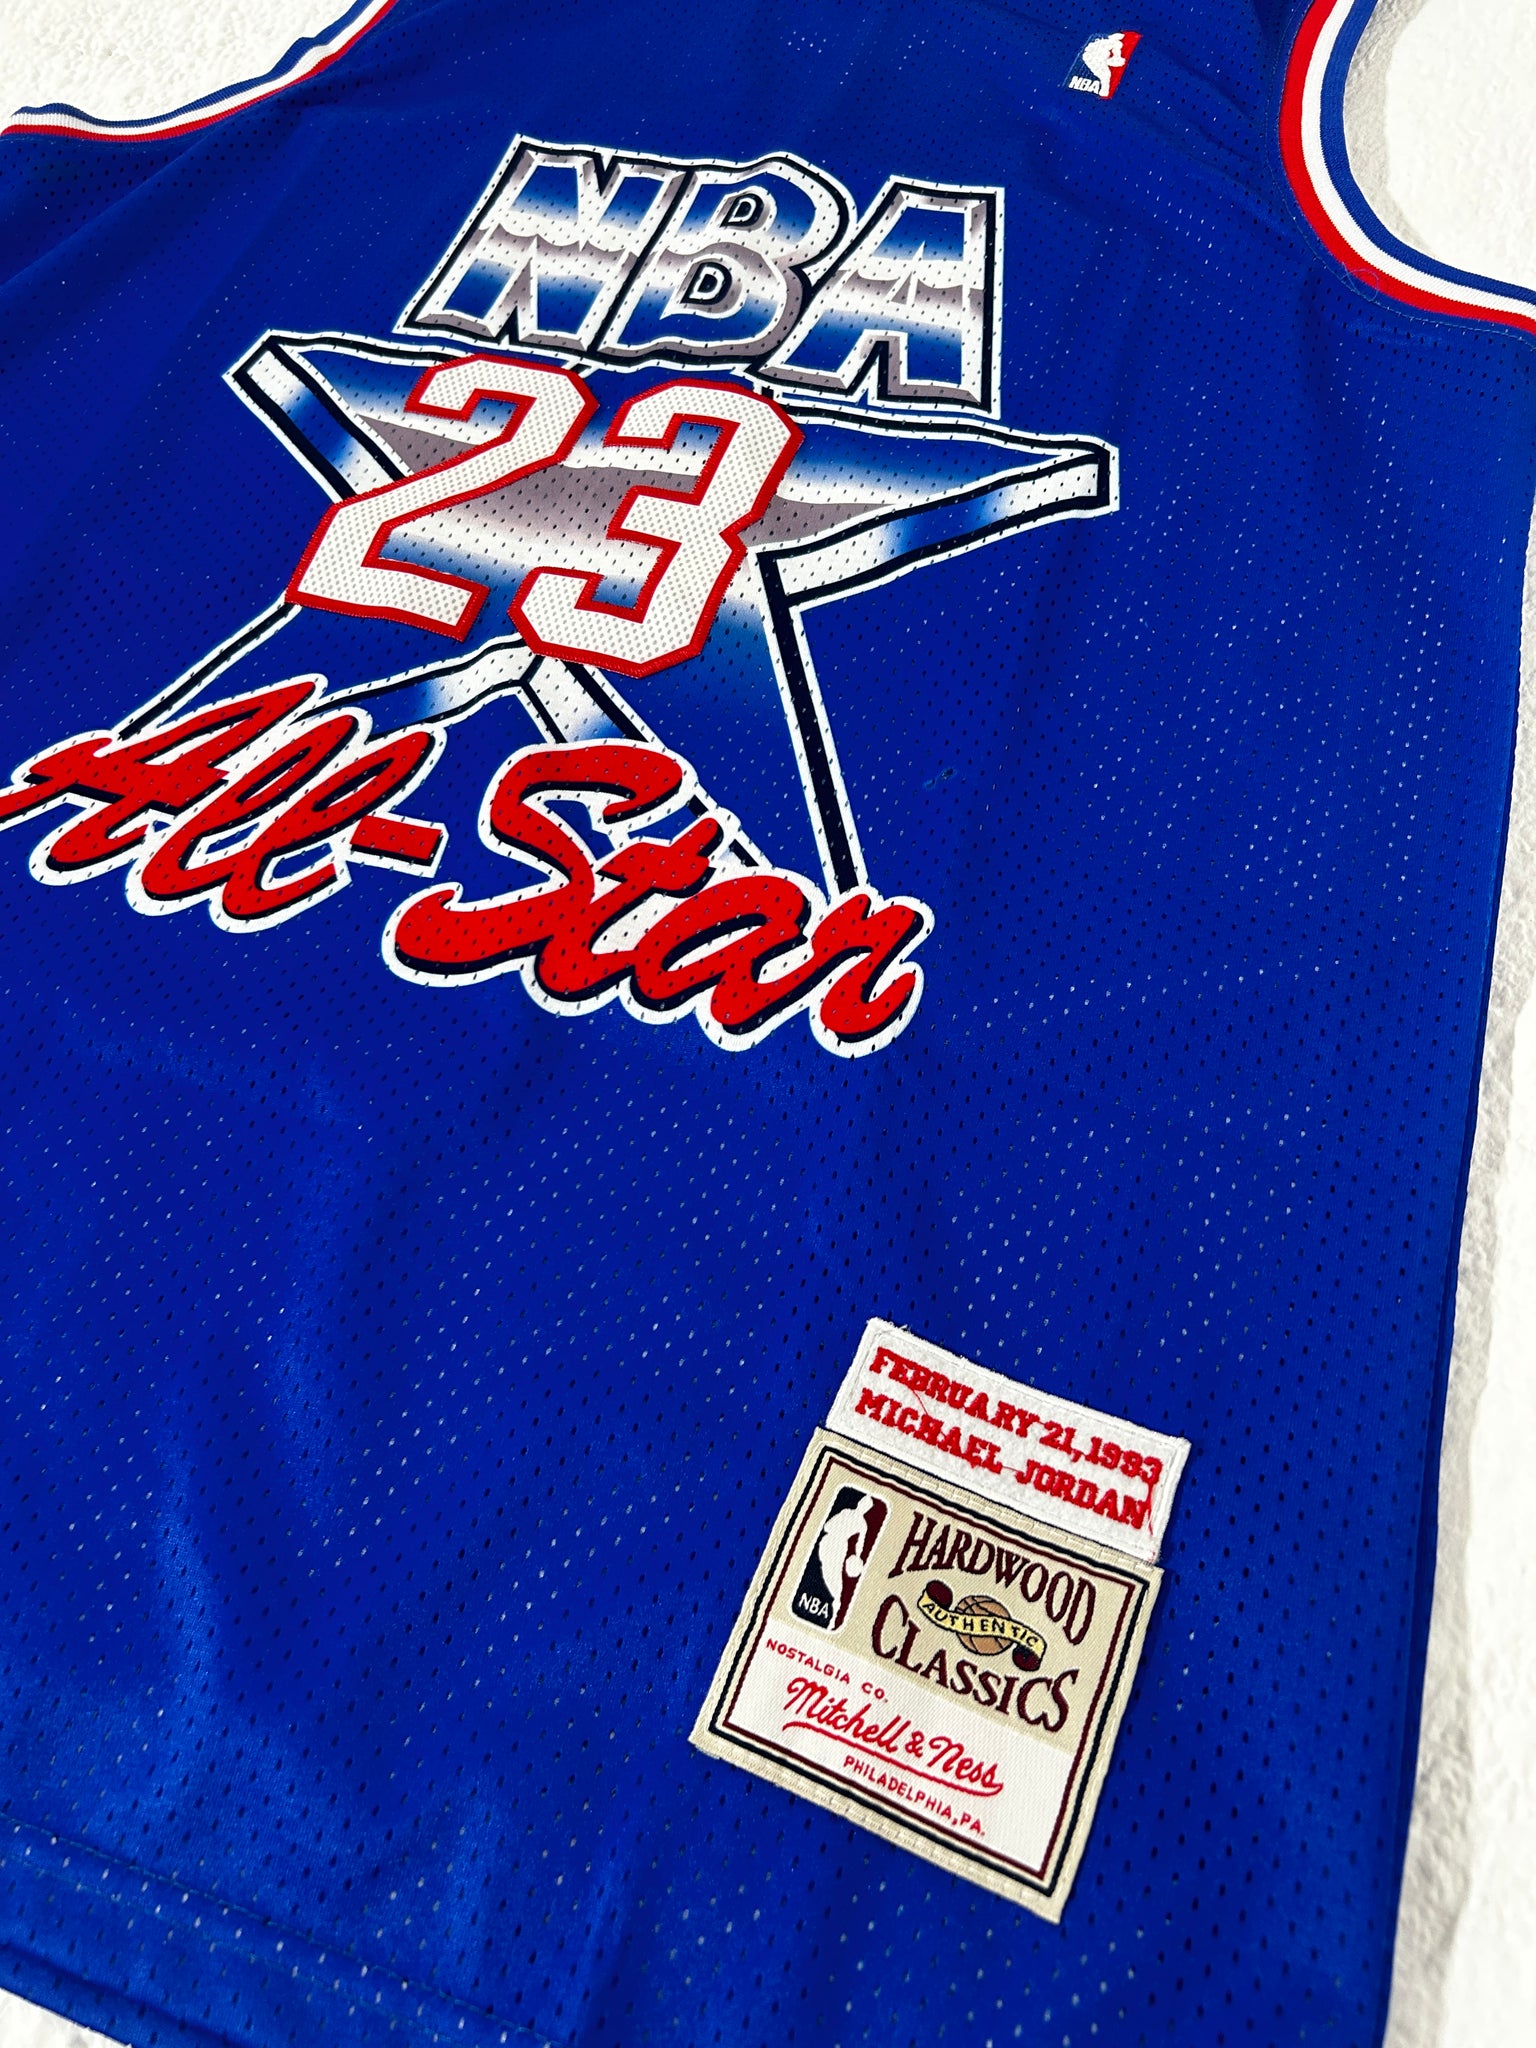 NBA
NBA
23
All-Star
FEBRUARY 21, 1993
MICHAEL JORDAN
HARDWOOD
AUTHENTIC
CLASSICS
NBA
NOSTALGIA CO.
Mitchell & Ness
PHILADELPHIA, PA.